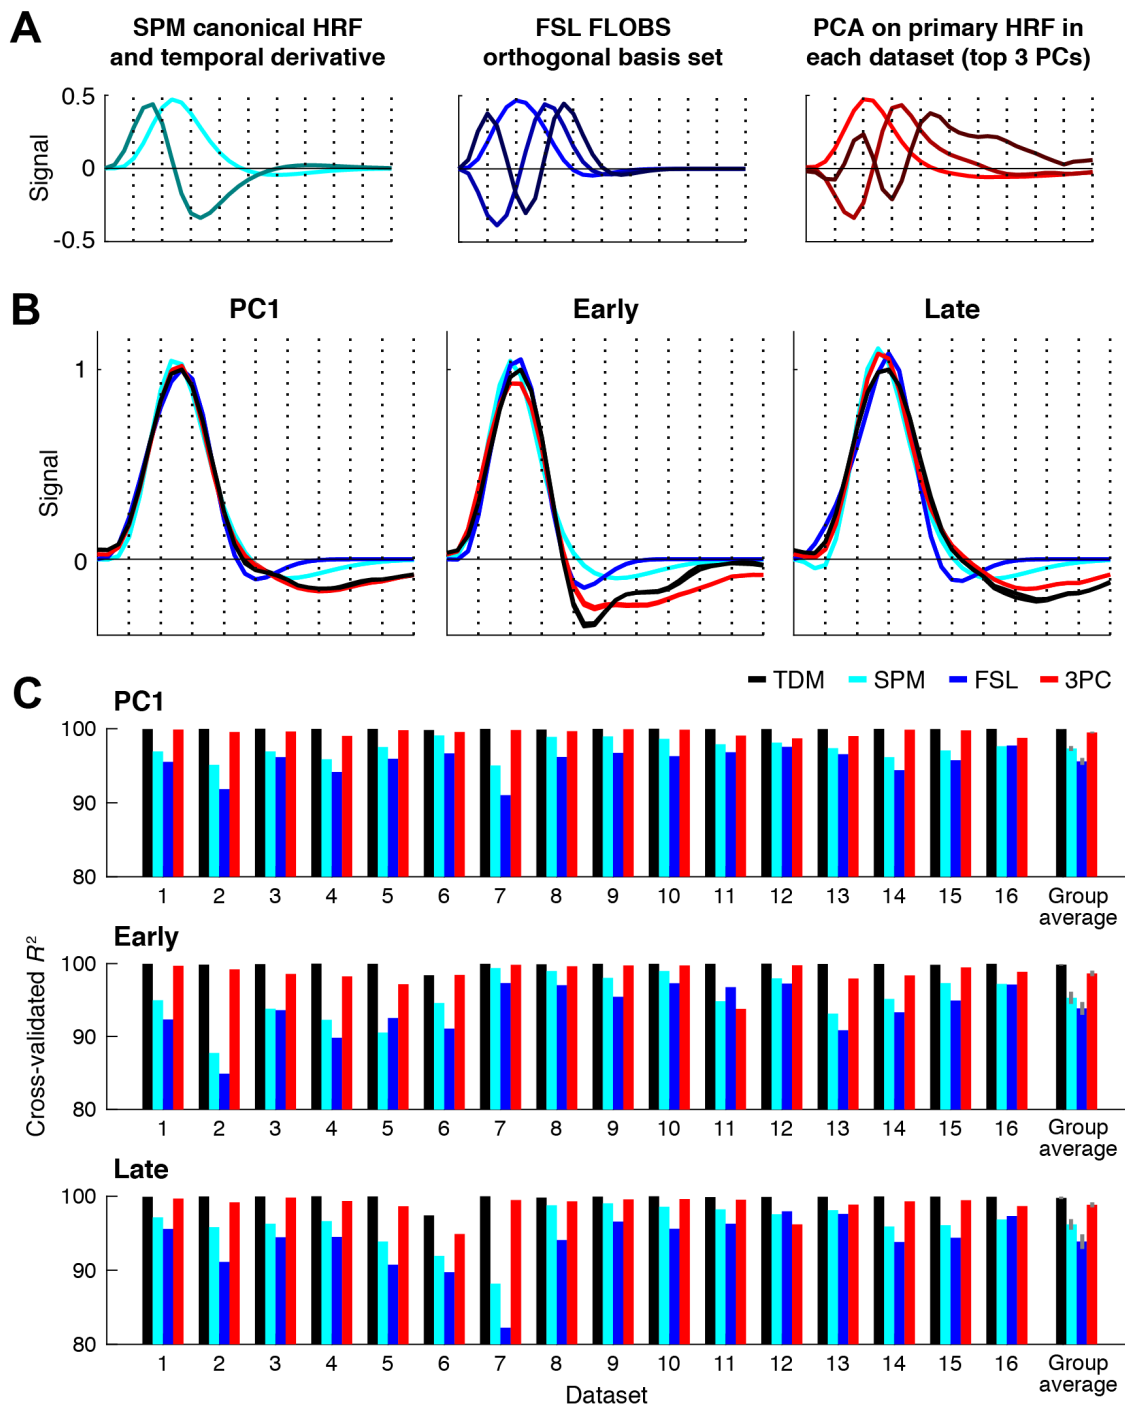 A
SPM canonical HRF
and temporal derivative
FSL FLOBS
orthogonal basis set
PCA on primary HRF in
each dataset (top 3 PCs)
0.5
0
-0.5
Signal
B
PC1
Early
Late
1
0
Signal
TDM
SPM
FSL
3PC
C
PC1
100
90
80
1 2 3 4 5 6 7 8 9 10 11 12 13 14 15 16 Group
average
Early
100
90
80
1 2 3 4 5 6 7 8 9 10 11 12 13 14 15 16 Group
average
Cross-validated R²
Late
100
90
80
1 2 3 4 5 6 7 8 9 10 11 12 13 14 15 16 Group
average
Dataset